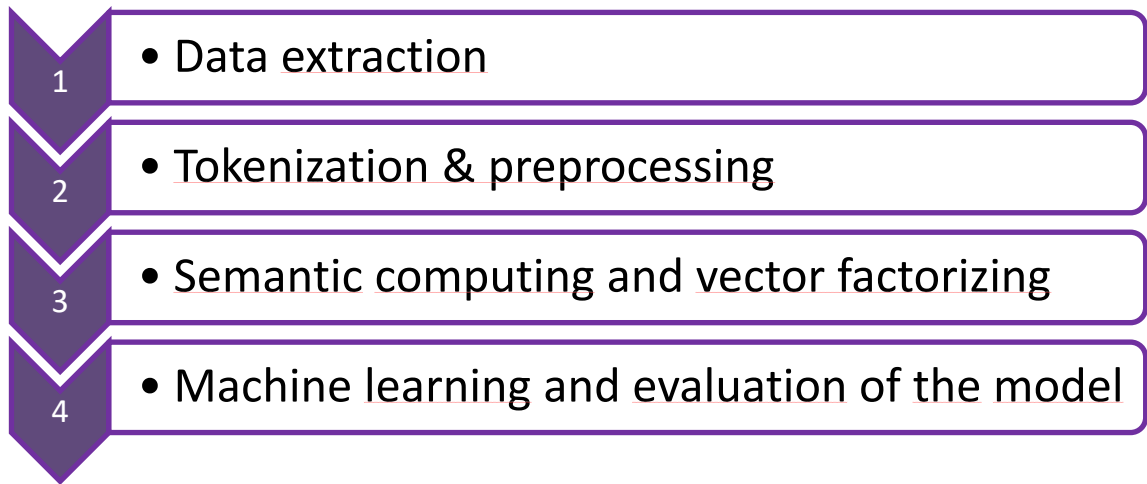 1 • Data extraction
2 • Tokenization & preprocessing
3 • Semantic computing and vector factorizing
4 • Machine learning and evaluation of the model